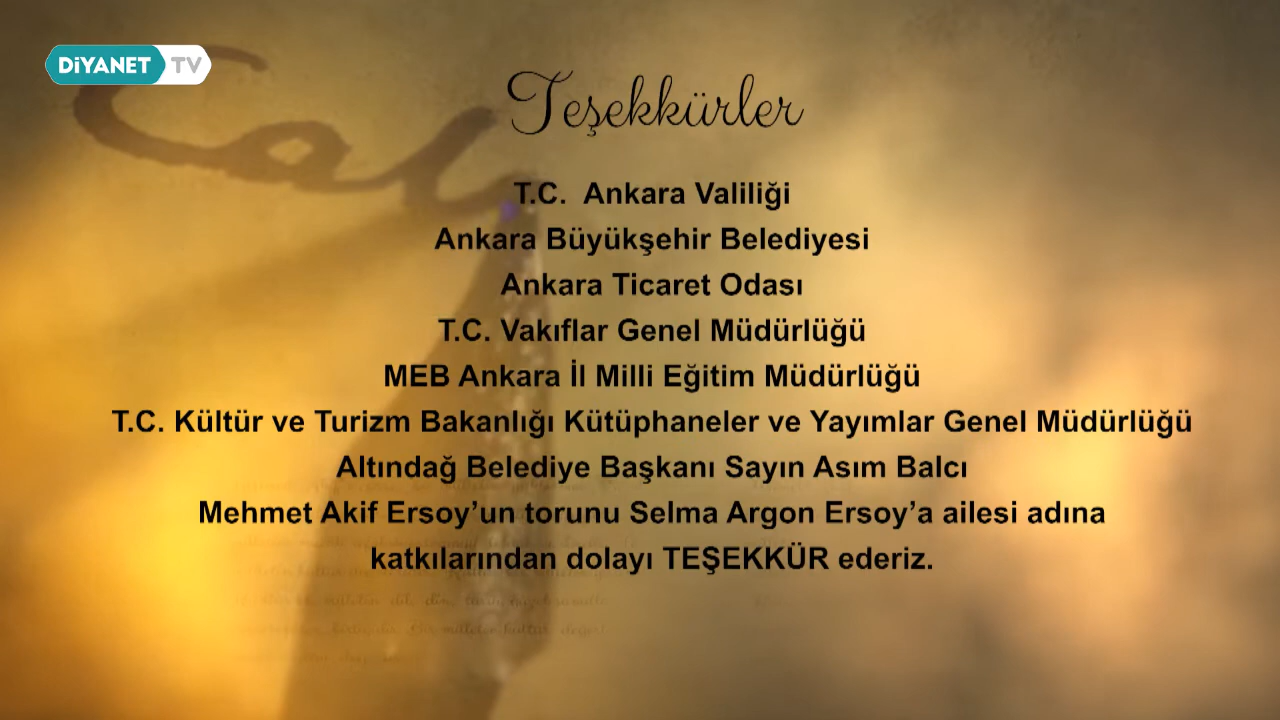 DİYANET TV
Teşekkürler
T.C. Ankara Valiliği
Ankara Büyükşehir Belediyesi
Ankara Ticaret Odası
T.C. Vakıflar Genel Müdürlüğü
MEB Ankara İl Milli Eğitim Müdürlüğü
T.C. Kültür ve Turizm Bakanlığı Kütüphaneler ve Yayımlar Genel Müdürlüğü
Altındağ Belediye Başkanı Sayın Asım Balcı
Mehmet Akif Ersoy’un torunu Selma Argon Ersoy’a ailesi adına
katkılarından dolayı TEŞEKKÜR ederiz.